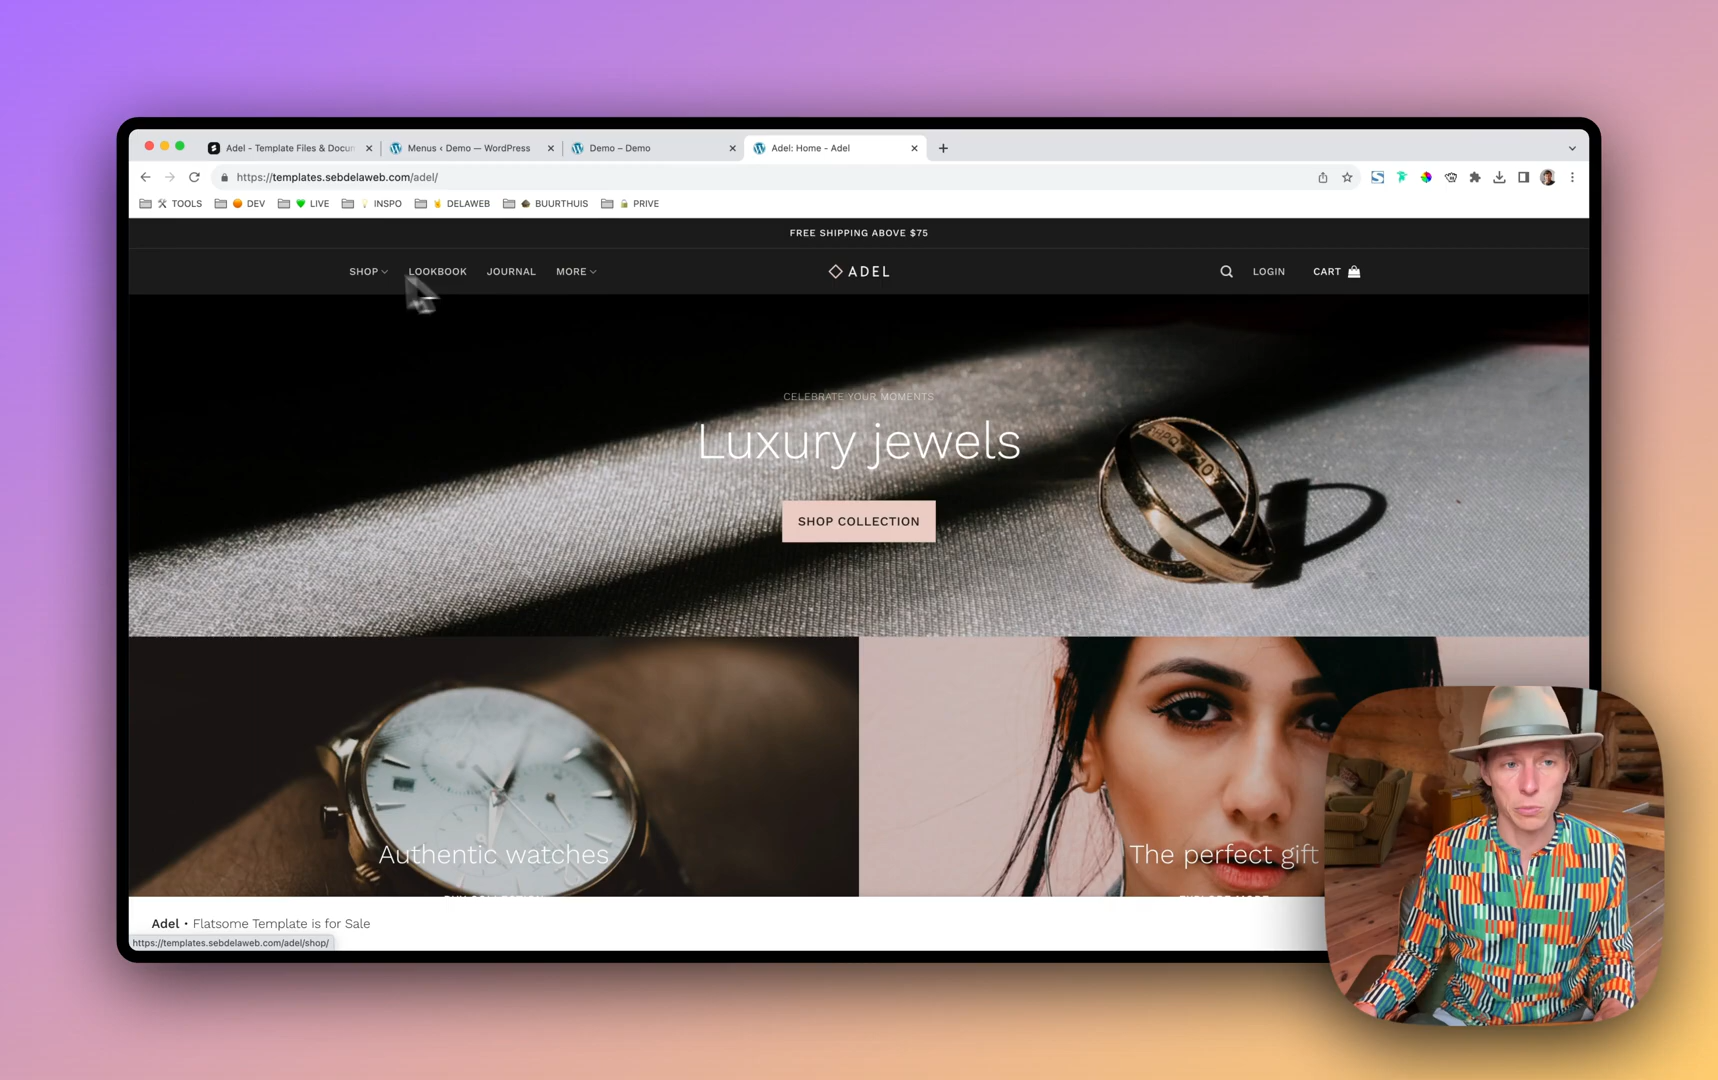 Adel - Template Files & Docun
Menus ‹ Demo — WordPress
Demo – Demo
Adel: Home - Adel
https://templates.sebdelaweb.com/adel/
TOOLS
DEV
LIVE
INSPO
DELAWEB
BUURTHUIS
PRIVE
FREE SHIPPING ABOVE $75
SHOP
LOOKBOOK
JOURNAL
MORE
ADEL
LOGIN
CART
CELEBRATE YOUR MOMENTS
Luxury jewels
SHOP COLLECTION
Authentic watches
The perfect gift
Adel • Flatsome Template is for Sale
https://templates.sebdelaweb.com/adel/shop/